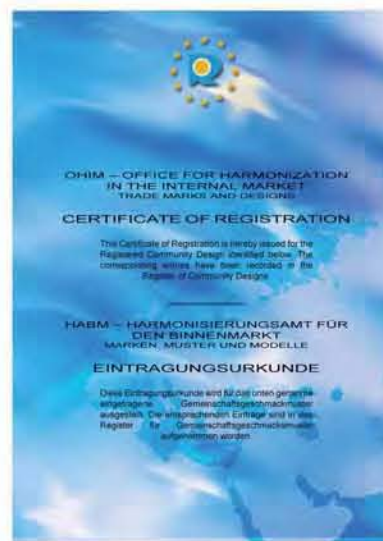 OHIM – OFFICE FOR HARMONIZATION
IN THE INTERNAL MARKET
TRADE MARKS AND DESIGNS
CERTIFICATE OF REGISTRATION
This Certificate of Registration is hereby issued for the
Registered Community Design identified below. The
corresponding entries have been recorded in the
Register of Community Designs
HABM – HARMONISIERUNGSAMT FÜR
DEN BINNENMARKT
MARKEN, MUSTER UND MODELLE
EINTRAGUNGSURKUNDE
Diese Eintragungsurkunde wird für das unten genannte
eingetragene Gemeinschaftsgeschmacksmuster
ausgestellt. Die entsprechenden Einträge sind in das
Register für Gemeinschaftsgeschmacksmuster
aufgenommen worden.